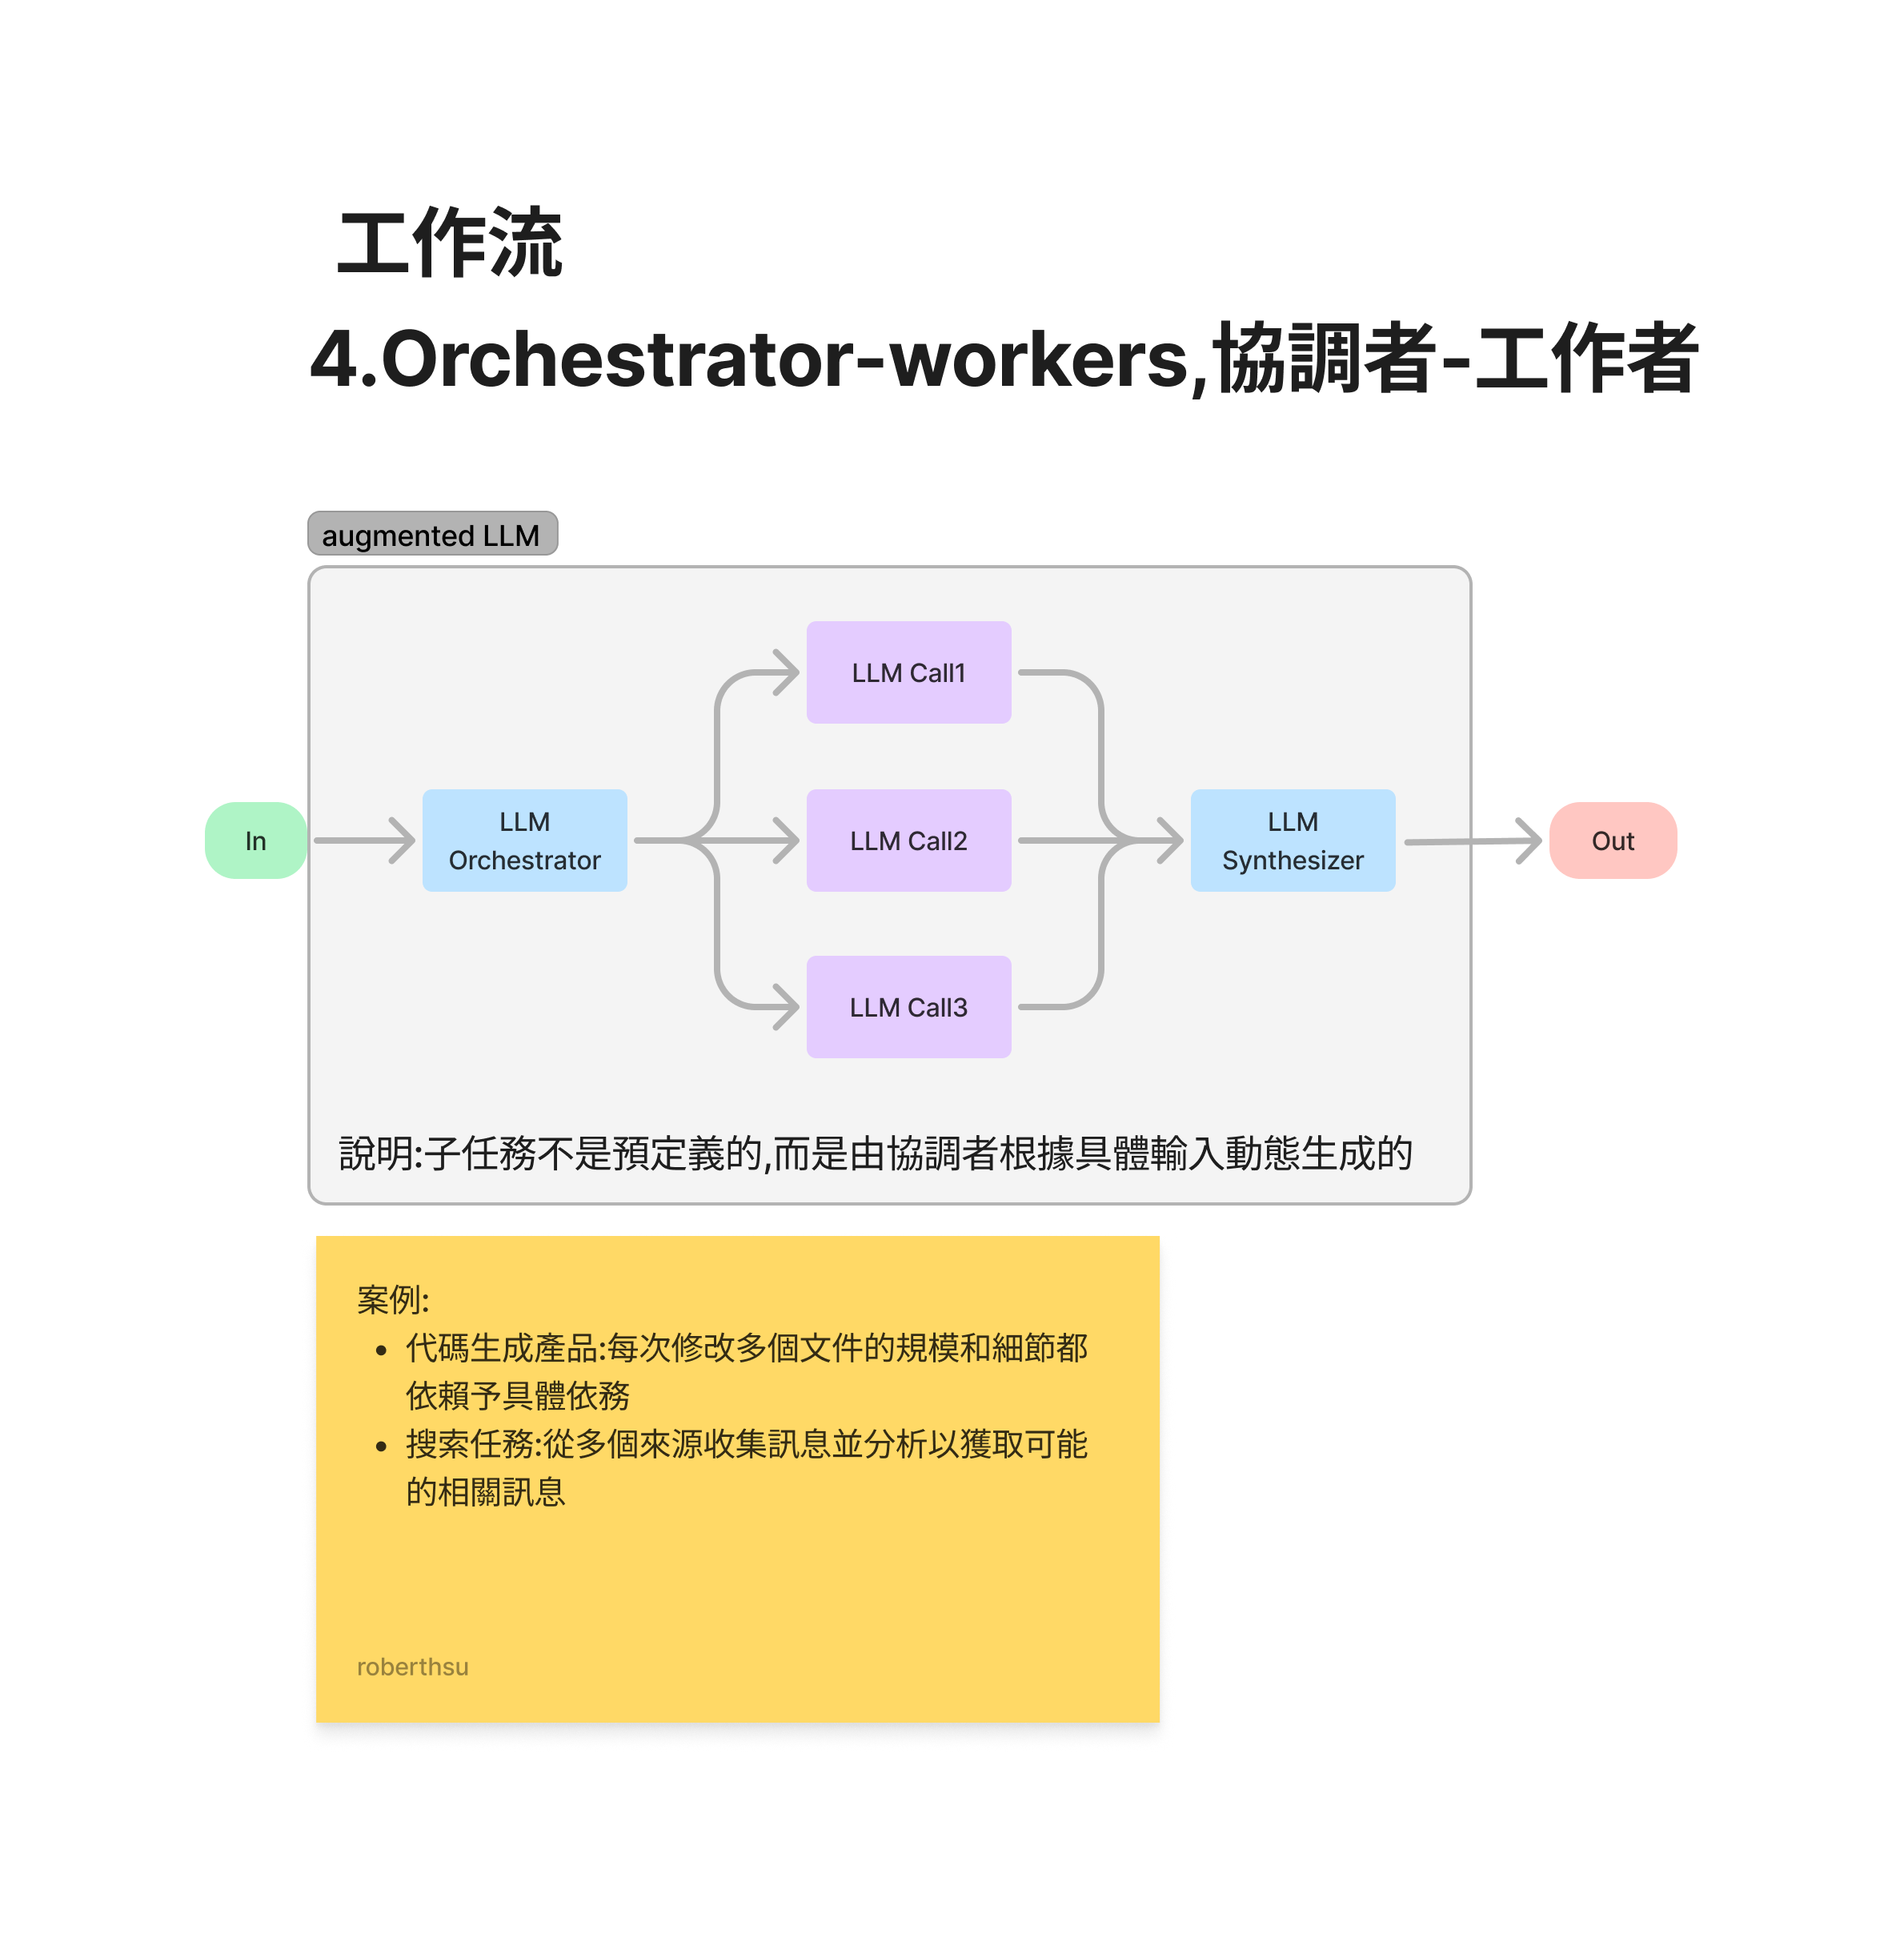 工作流
4.Orchestrator-workers,協調者-工作者
augmented LLM
LLM Call1
In
LLM
Orchestrator
LLM Call2
LLM
Synthesizer
Out
LLM Call3
說明:子任務不是預定義的,而是由協調者根據具體輸入動態生成的
案例:
• 代碼生成產品:每次修改多個文件的規模和細節都
依賴予具體依務
• 搜索任務:從多個來源收集訊息並分析以獲取可能
的相關訊息
roberthsu